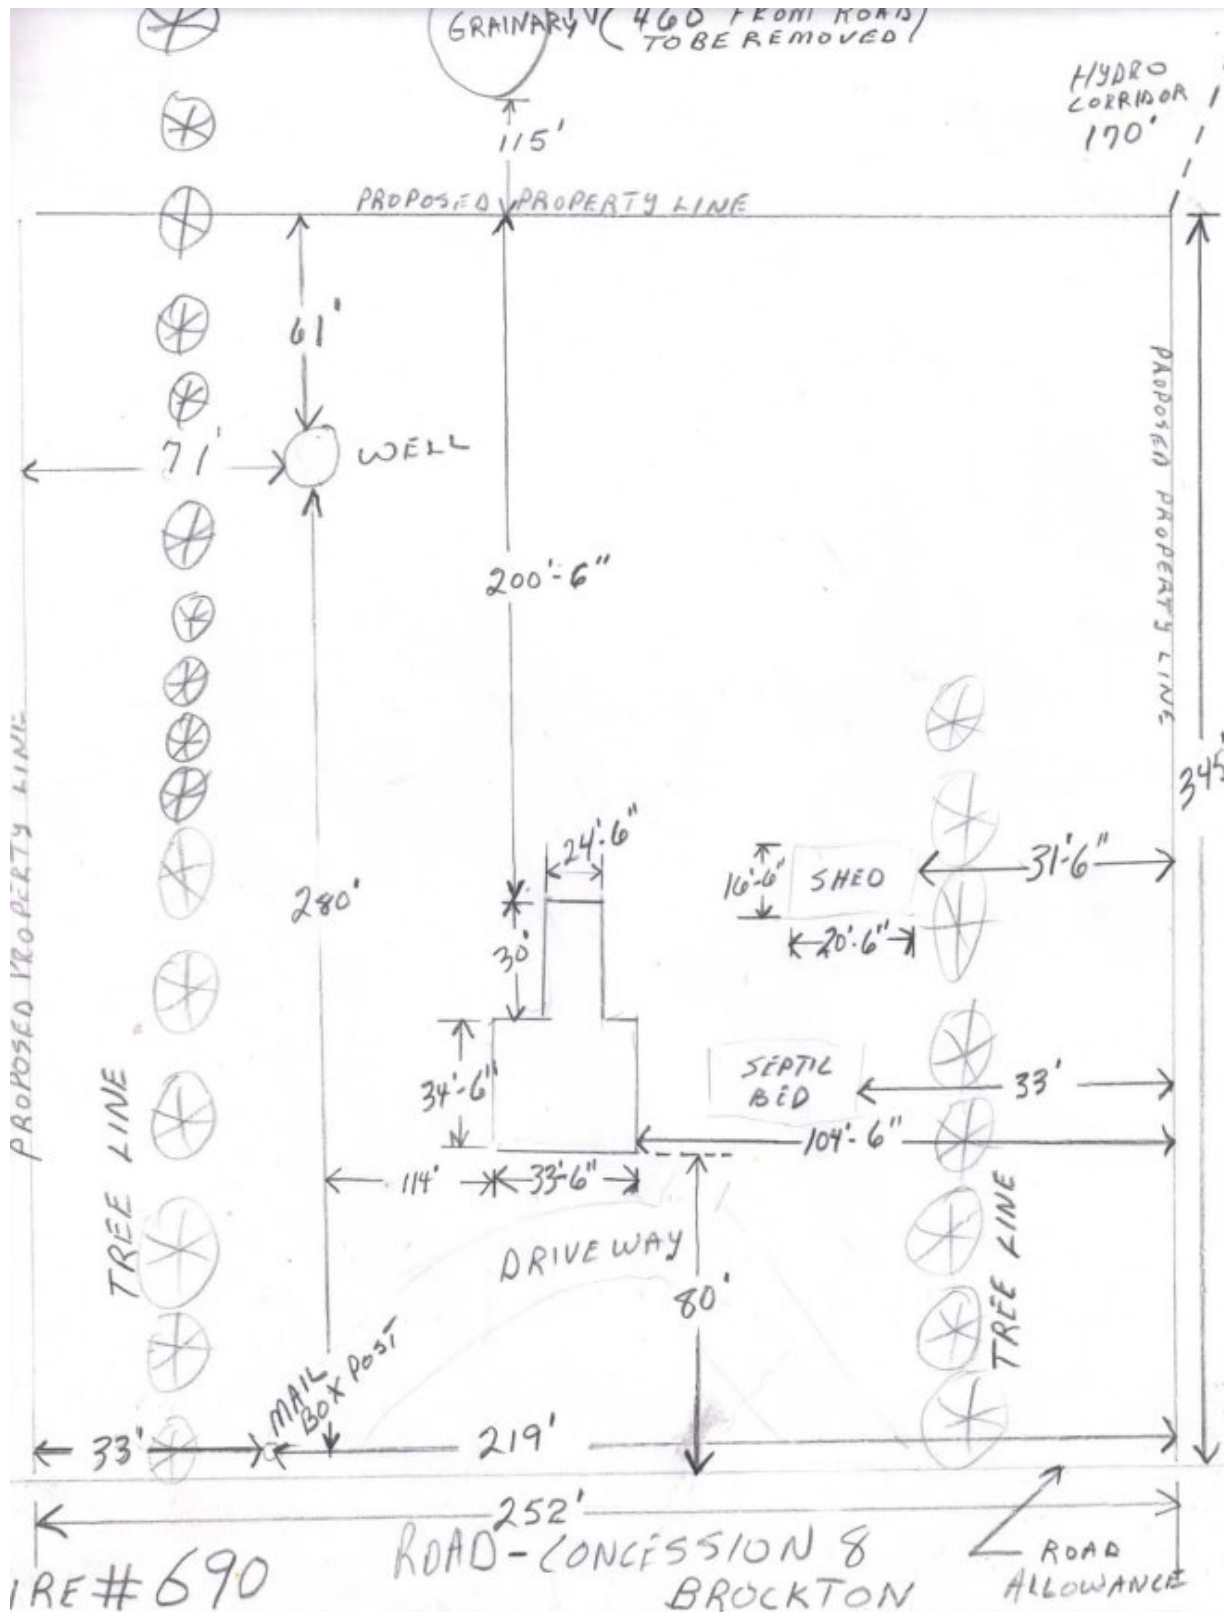 GRAINARY (460 FROM ROAD)
TO BE REMOVED
HYDRO
CORRIDOR
170'
115'
PROPOSED PROPERTY LINE
61'
71'
WELL
PROPOSED PROPERTY LINE
200'-6"
345'
PROPOSED PROPERTY LINE
24'-6"
16'-6"
SHED
31'-6"
280'
30'
20'-6"
34'-6"
SEPTIC
BED
33'
104'-6"
TREE LINE
114'
33'-6"
DRIVEWAY
80'
TREE LINE
MAIL
BOX POST
33'
219'
252'
ROAD-CONCESSION 8
BROCKTON
ROAD
ALLOWANCE
IRE # 690